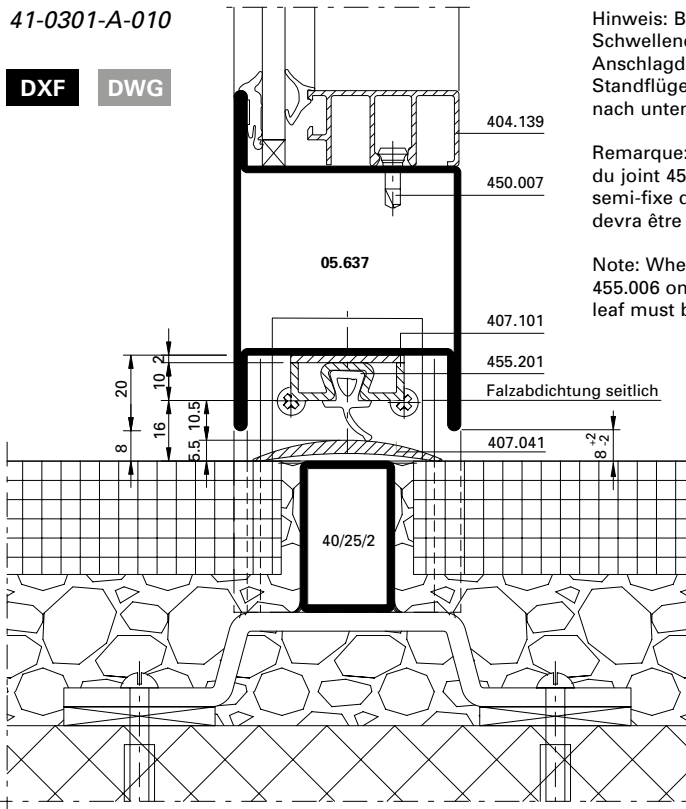 41-0301-A-010
DXF DWG
Hinweis: B
Schwellen
Anschlagd
Standflüge
nach unter
Remarque:
du joint 45
semi-fixe
devra être
Note: Whe
455.006 on
leaf must b
404.139
450.007
05.637
407.101
455.201
Falzabdichtung seitlich
407.041
2
10
20
16
10.5
5.5
8
8 +2 -2
40/25/2